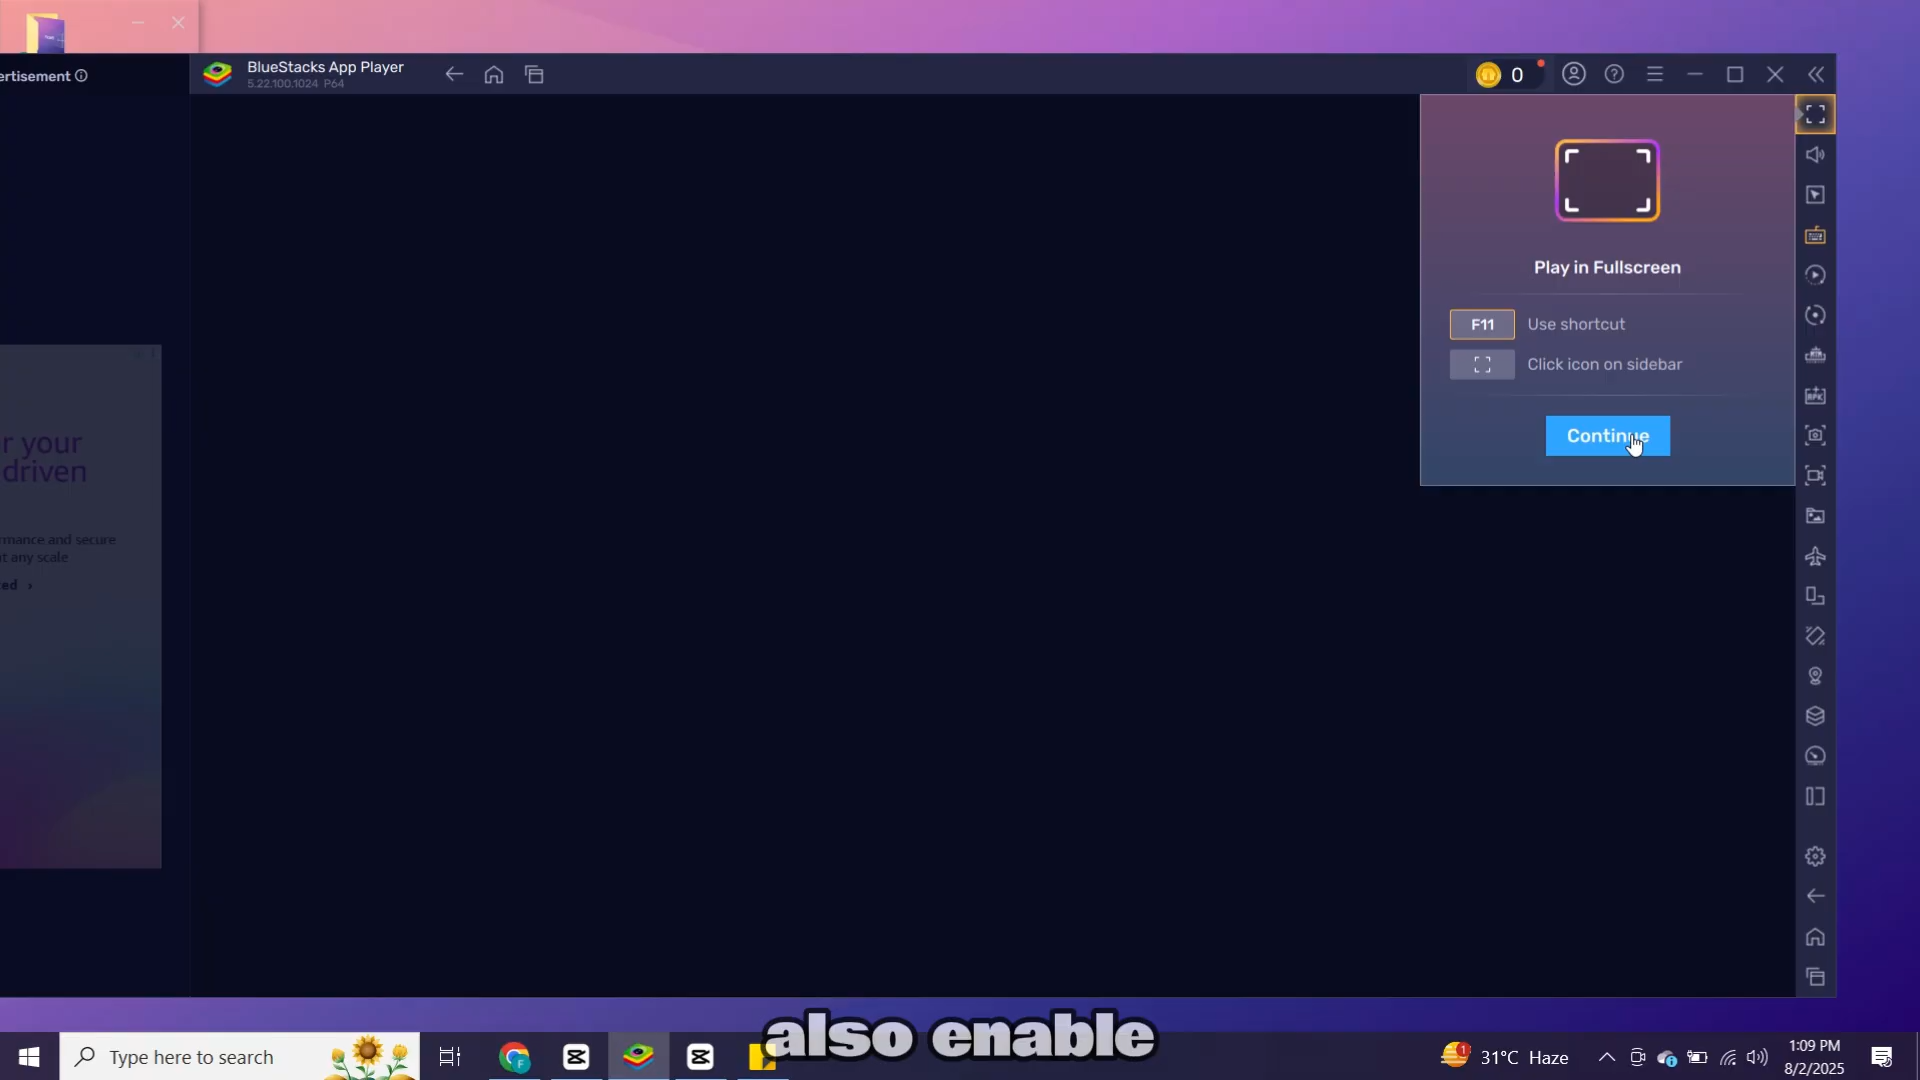 ertisement
BlueStacks App Player
5.22.100.1024 P64
0
Play in Fullscreen
F11 Use shortcut
Click icon on sidebar
Continue
r your
driven
rmance and secure
t any scale
ed ›
also enable
Type here to search
1
31°C Haze
1:09 PM
8/2/2025